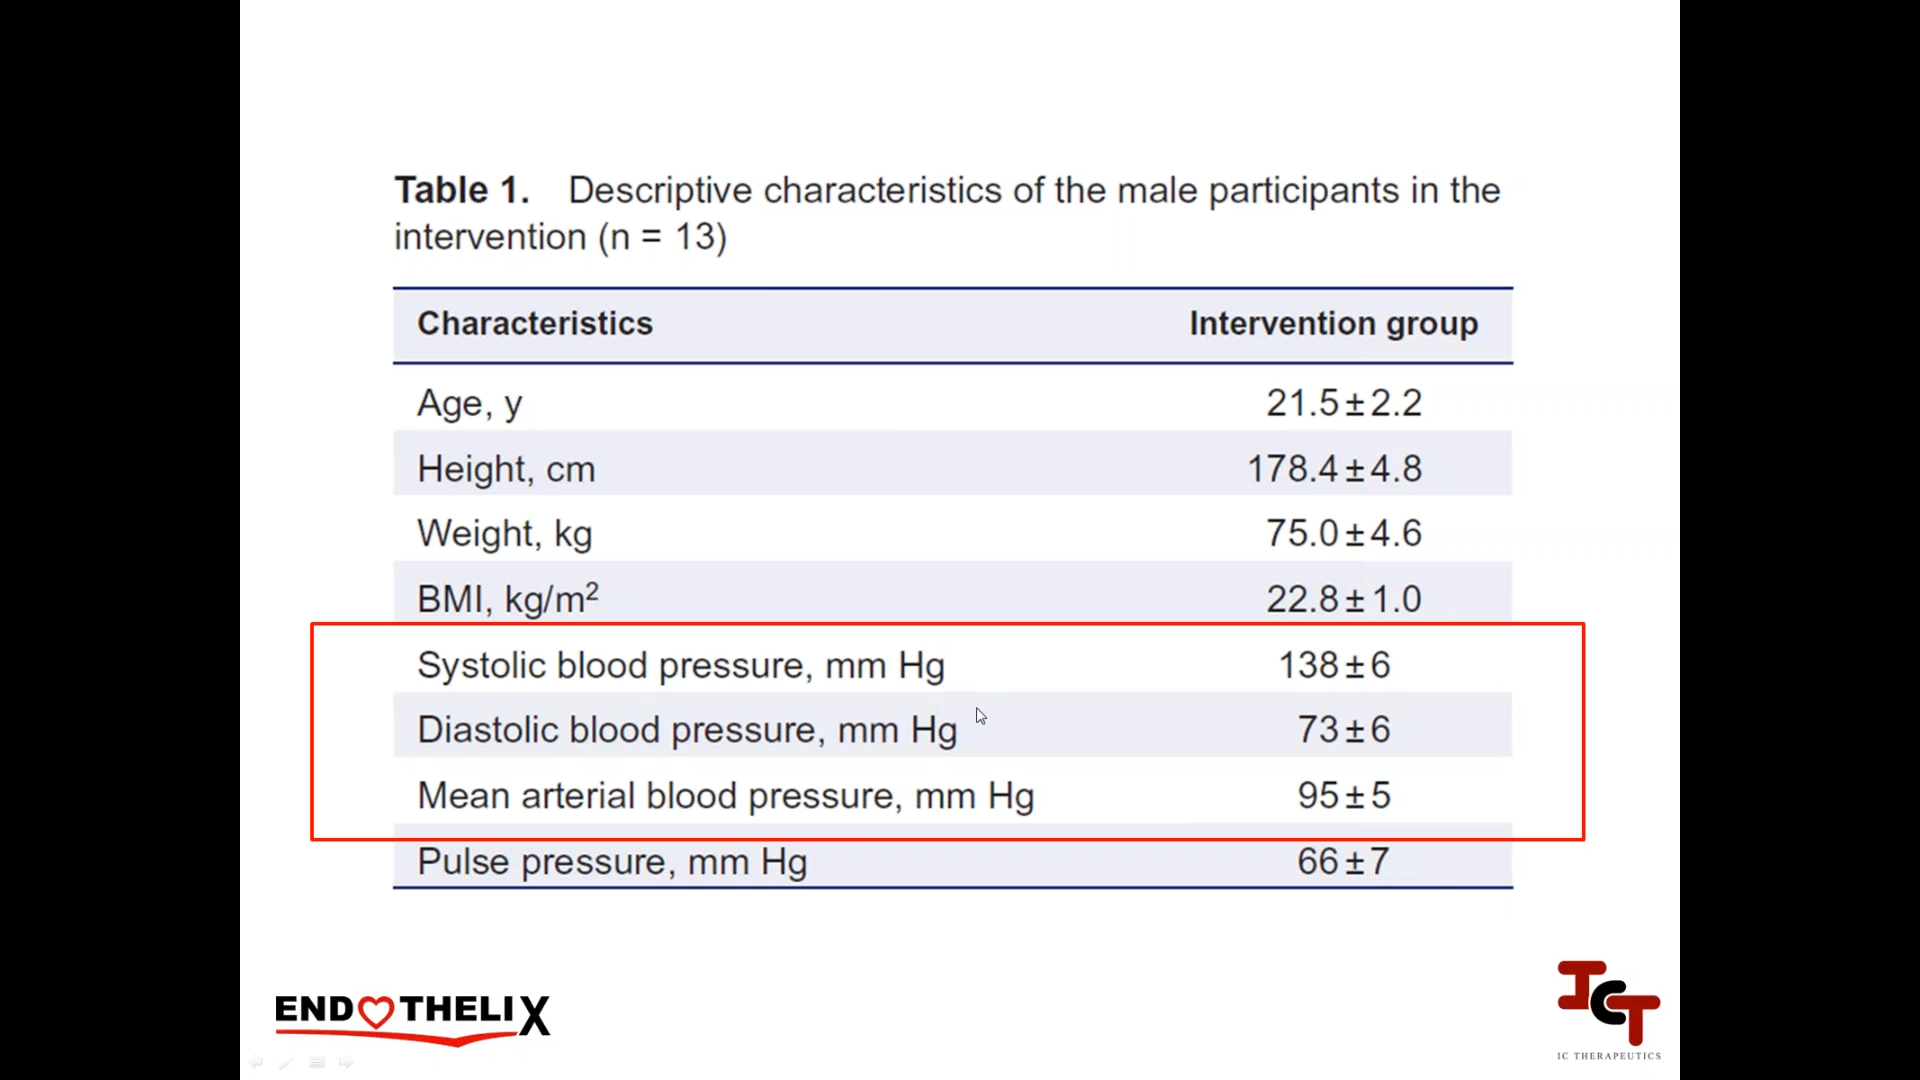 Table 1. Descriptive characteristics of the male participants in the
intervention (n = 13)
Characteristics Intervention group
Age, y 21.5±2.2
Height, cm 178.4±4.8
Weight, kg 75.0±4.6
BMI, kg/m² 22.8±1.0
Systolic blood pressure, mm Hg 138±6
Diastolic blood pressure, mm Hg 73±6
Mean arterial blood pressure, mm Hg 95±5
Pulse pressure, mm Hg 66±7
ENDOTHELIX
ICT
IC THERAPEUTICS